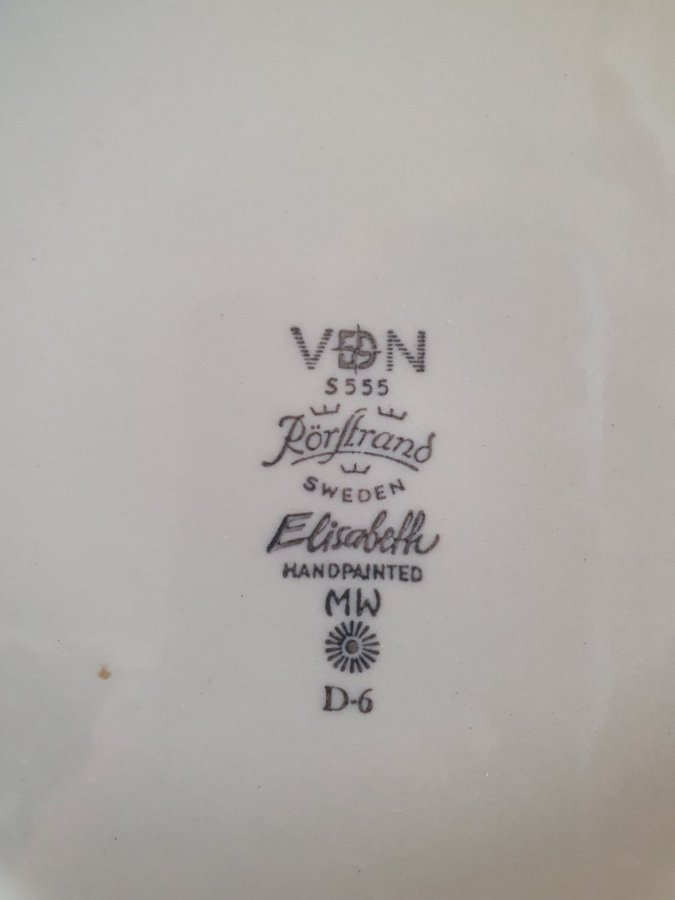 VDN
S555
Rörstrand
SWEDEN
Elisabeth
HANDPAINTED
MW
D-6